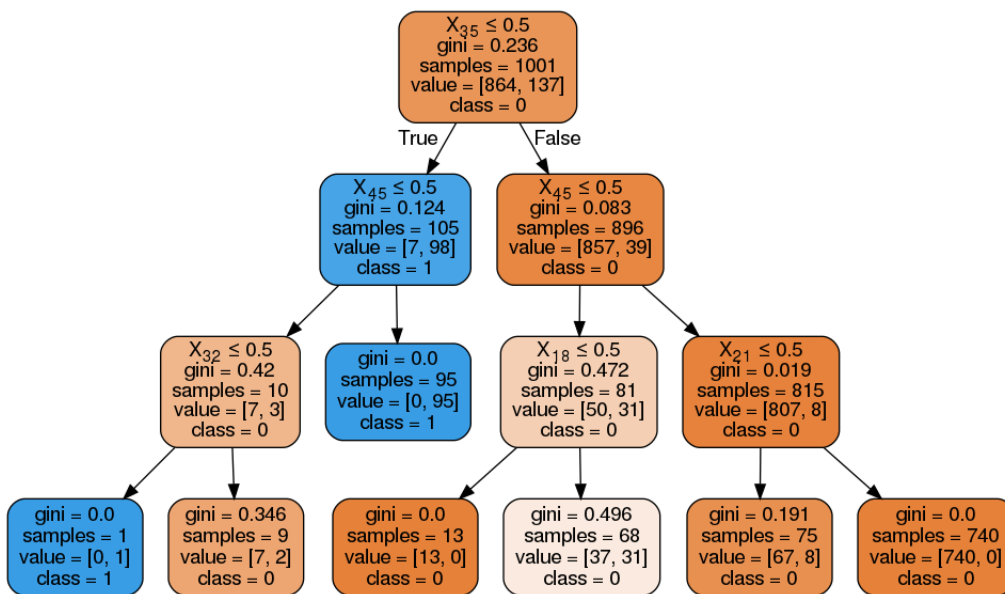 X35 ≤ 0.5
gini = 0.236
samples = 1001
value = [864, 137]
class = 0
True
False
X45 ≤ 0.5
gini = 0.124
samples = 105
value = [7, 98]
class = 1
X45 ≤ 0.5
gini = 0.083
samples = 896
value = [857, 39]
class = 0
X32 ≤ 0.5
gini = 0.42
samples = 10
value = [7, 3]
class = 0
gini = 0.0
samples = 95
value = [0, 95]
class = 1
X18 ≤ 0.5
gini = 0.472
samples = 81
value = [50, 31]
class = 0
X21 ≤ 0.5
gini = 0.019
samples = 815
value = [807, 8]
class = 0
gini = 0.0
samples = 1
value = [0, 1]
class = 1
gini = 0.346
samples = 9
value = [7, 2]
class = 0
gini = 0.0
samples = 13
value = [13, 0]
class = 0
gini = 0.496
samples = 68
value = [37, 31]
class = 0
gini = 0.191
samples = 75
value = [67, 8]
class = 0
gini = 0.0
samples = 740
value = [740, 0]
class = 0